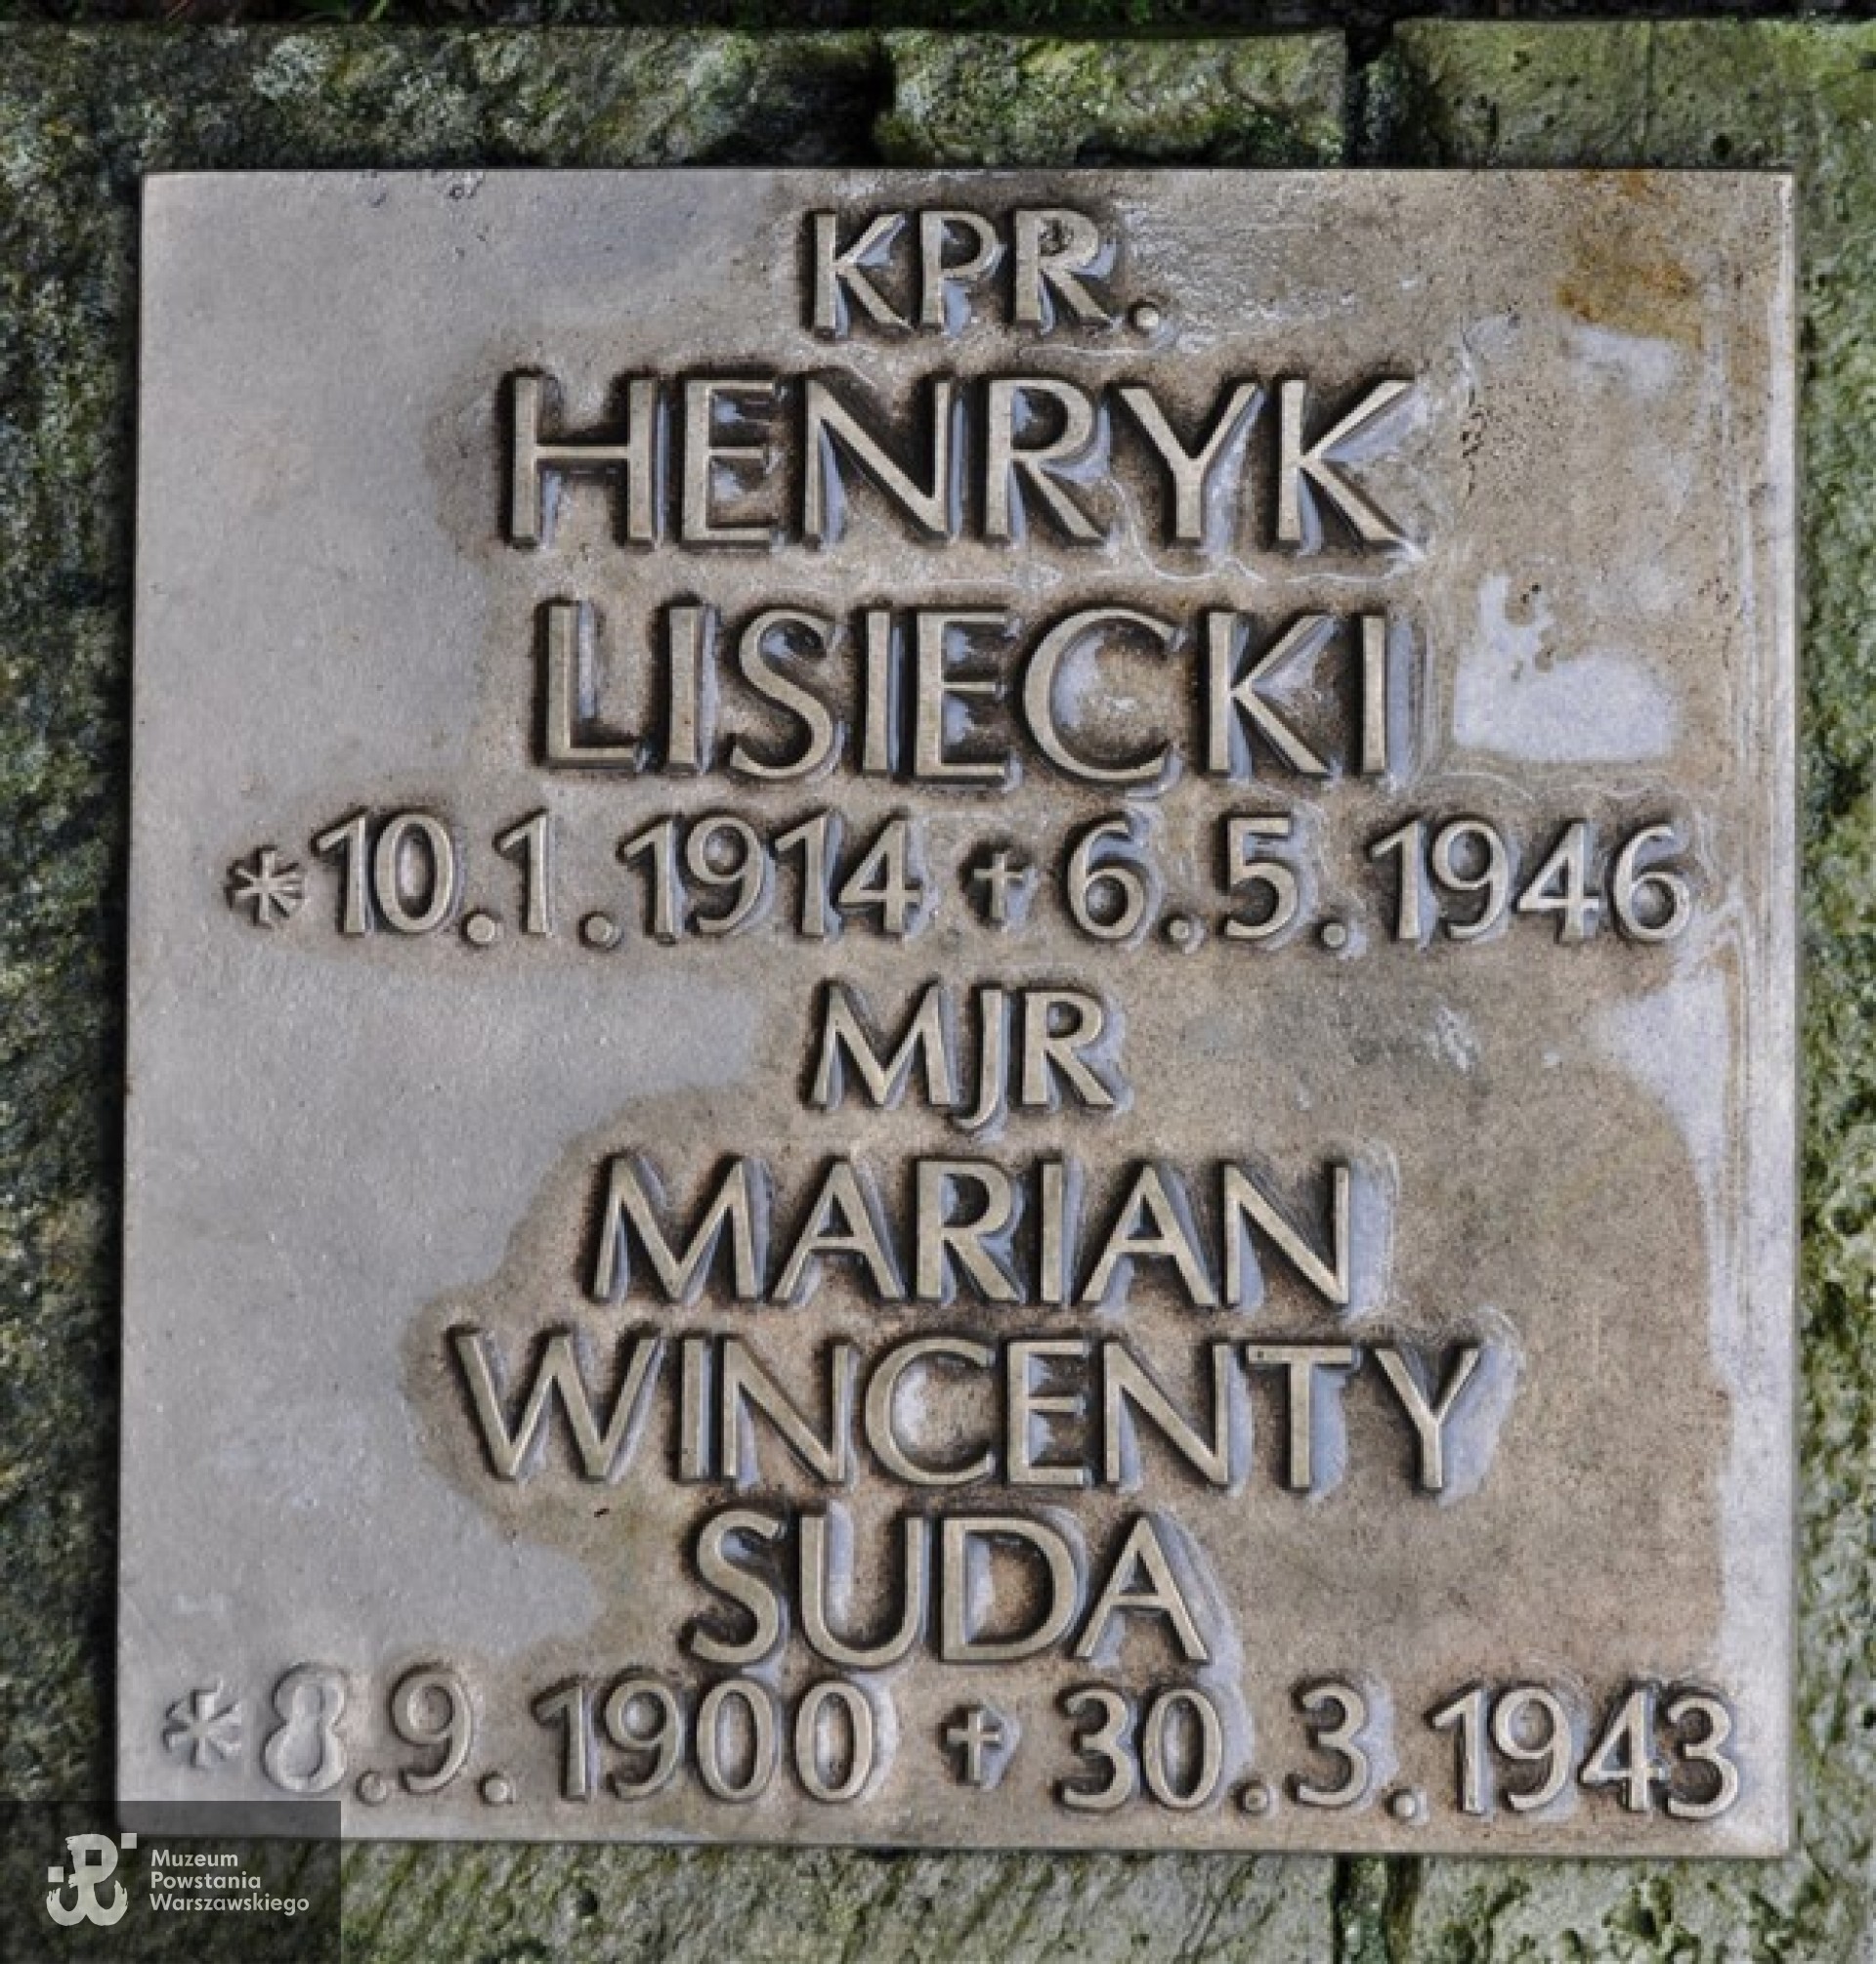 KPR.
HENRYK
LISIECKI
*10.1.1914 † 6.5.1946
MJR
MARIAN
WINCENTY
SUDA
*8.9.1900 † 30.3.1943
Muzeum
Powstania
Warszawskiego